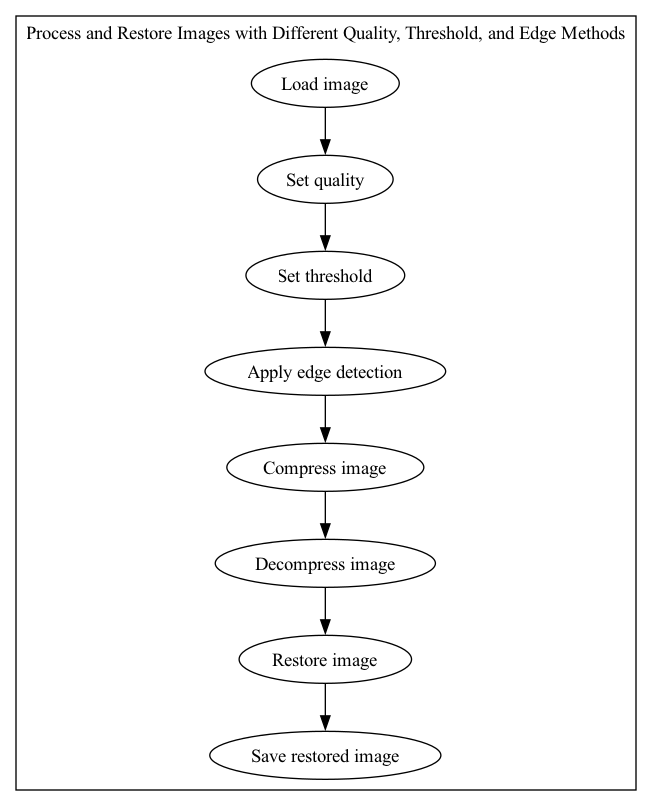 Process and Restore Images with Different Quality, Threshold, and Edge Methods
Load image
Set quality
Set threshold
Apply edge detection
Compress image
Decompress image
Restore image
Save restored image